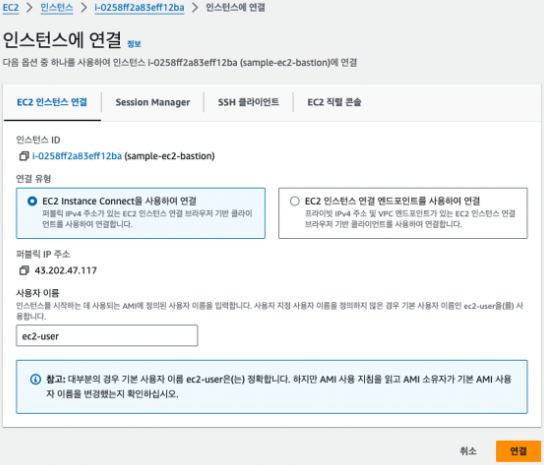 EC2 > 인스턴스 > i-0258ff2a83eff12ba > 인스턴스에 연결
인스턴스에 연결 정보
다음 옵션 중 하나를 사용하여 인스턴스 i-0258ff2a83eff12ba (sample-ec2-bastion)에 연결
EC2 인스턴스 연결 Session Manager SSH 클라이언트 EC2 직렬 콘솔
인스턴스 ID
i-0258ff2a83eff12ba (sample-ec2-bastion)
연결 유형
EC2 Instance Connect을 사용하여 연결
퍼블릭 IPv4 주소가 있는 EC2 인스턴스 연결 브라우저 기반 클라이
언트를 사용하여 연결합니다.
EC2 인스턴스 연결 엔드포인트를 사용하여 연결
프라이빗 IPv4 주소 및 VPC 엔드포인트가 있는 EC2 인스턴스 연결
브라우저 기반 클라이언트를 사용하여 연결합니다.
퍼블릭 IP 주소
43.202.47.117
사용자 이름
인스턴스를 시작하는 데 사용되는 AMI에 정의된 사용자 이름을 입력합니다. 사용자 지정 사용자 이름을 정의하지 않은 경우 기본 사용자 이름인 ec2-user을(를) 사
용합니다.
ec2-user
참고: 대부분의 경우 기본 사용자 이름 ec2-user은(는) 정확합니다. 하지만 AMI 사용 지침을 읽고 AMI 소유자가 기본 AMI 사용
자 이름을 변경했는지 확인하십시오.
취소 연결